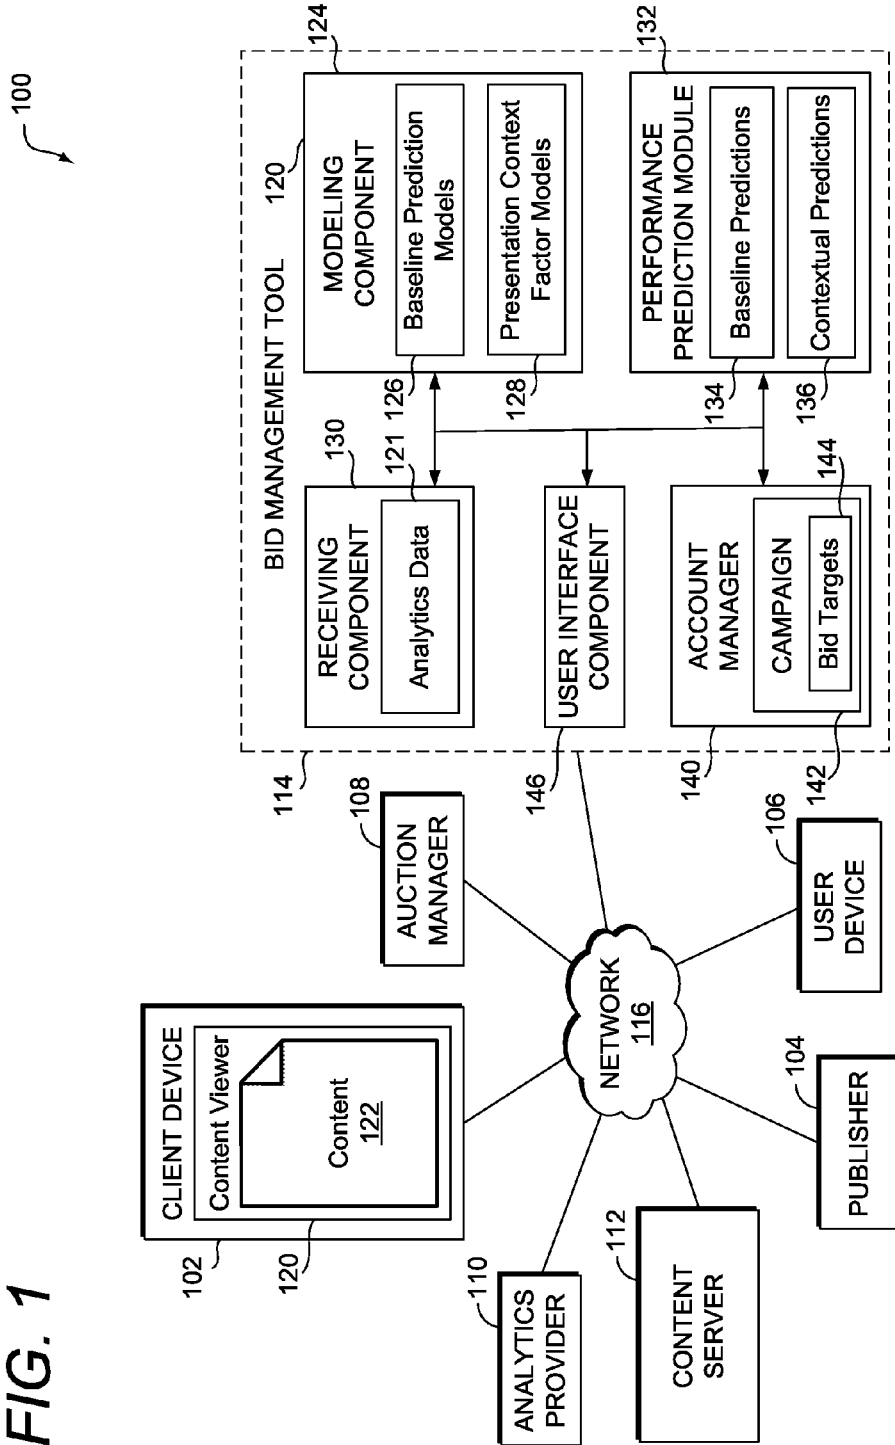 FIG. 1
100
CLIENT DEVICE
Content Viewer
Content
122
102
120
AUCTION
MANAGER
108
ANALYTICS
PROVIDER
110
CONTENT
SERVER
112
NETWORK
116
PUBLISHER
104
USER
DEVICE
106
114
BID MANAGEMENT TOOL
120
RECEIVING
COMPONENT
130
Analytics Data
121
MODELING
COMPONENT
124
Baseline Prediction
Models
126
Presentation Context
Factor Models
128
USER INTERFACE
COMPONENT
146
ACCOUNT
MANAGER
140
CAMPAIGN
142
Bid Targets
144
PERFORMANCE
PREDICTION MODULE
132
Baseline Predictions
134
Contextual Predictions
136